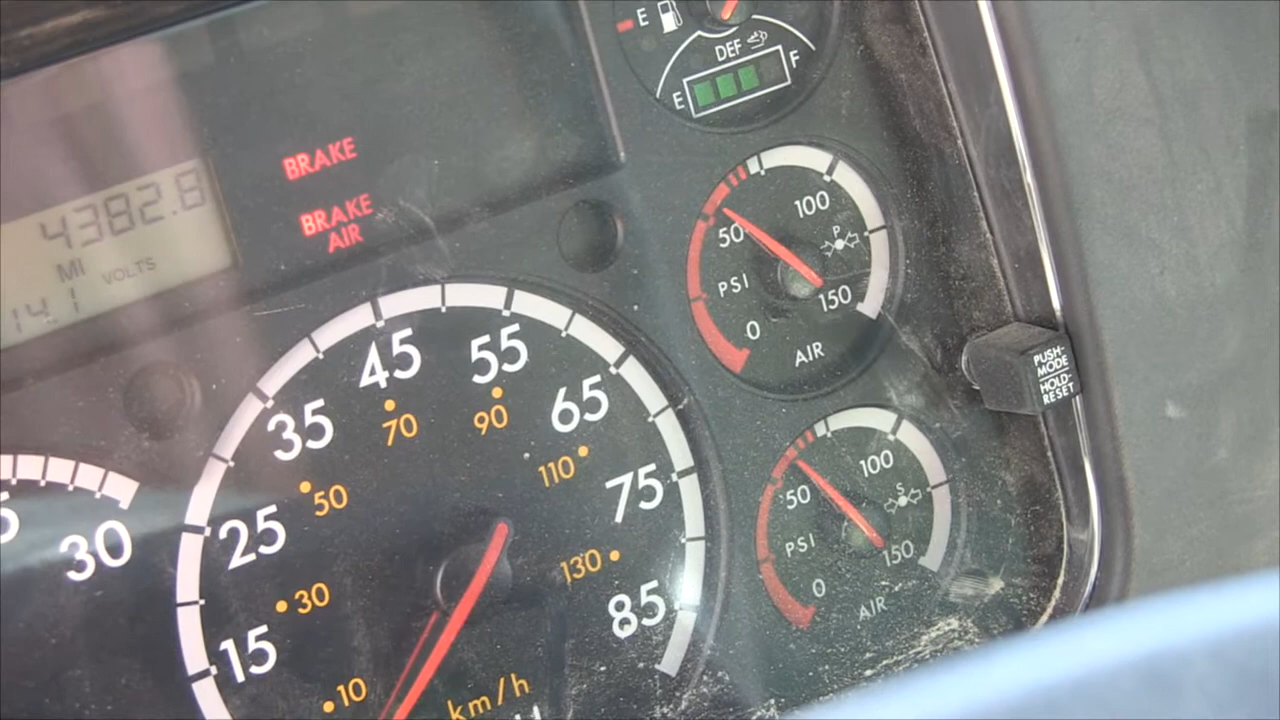 E
DEF
E F
BRAKE
BRAKE
AIR
4382.8
MI VOLTS
14.1
50
100
P
PSI
150
0
AIR
PUSH-
MODE
HOLD-
RESET
50
100
S
PSI
150
0
AIR
30
15
25
35
45
55
65
75
85
10
30
50
70
90
110
130
km/h